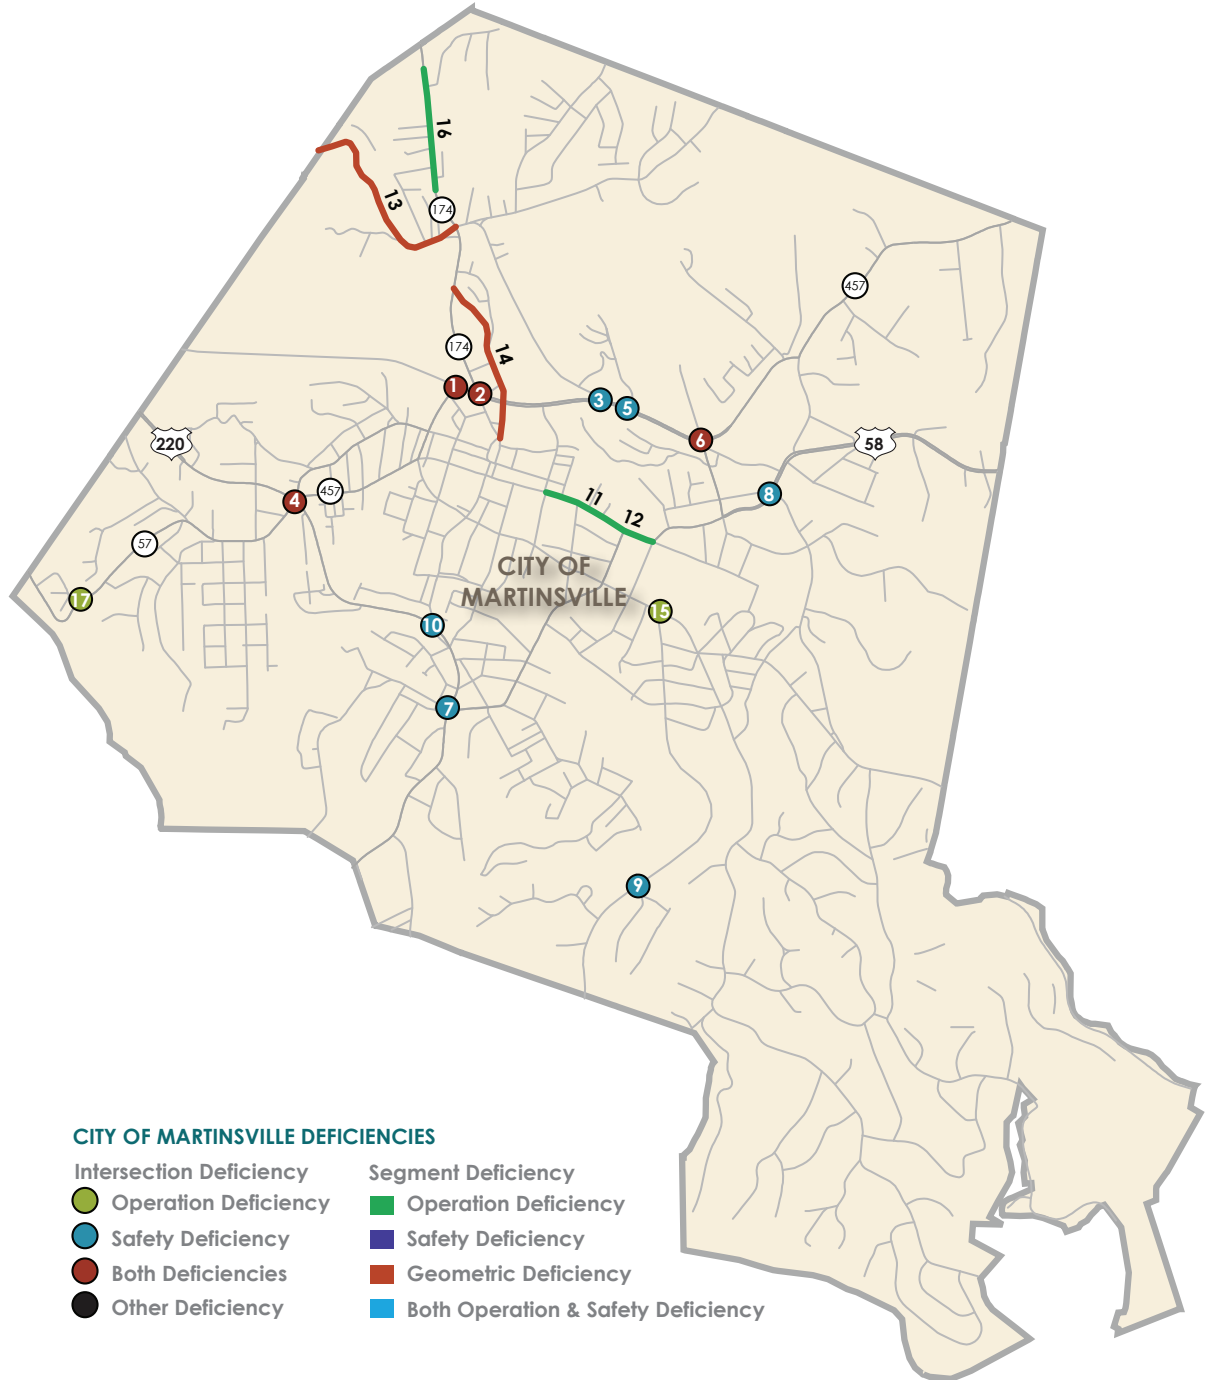 16
13
174
457
174
14
1
2
3
5
6
220
58
457
4
8
11
12
57
CITY OF
MARTINSVILLE
17
15
10
7
9
CITY OF MARTINSVILLE DEFICIENCIES
Intersection Deficiency
Operation Deficiency
Safety Deficiency
Both Deficiencies
Other Deficiency
Segment Deficiency
Operation Deficiency
Safety Deficiency
Geometric Deficiency
Both Operation & Safety Deficiency